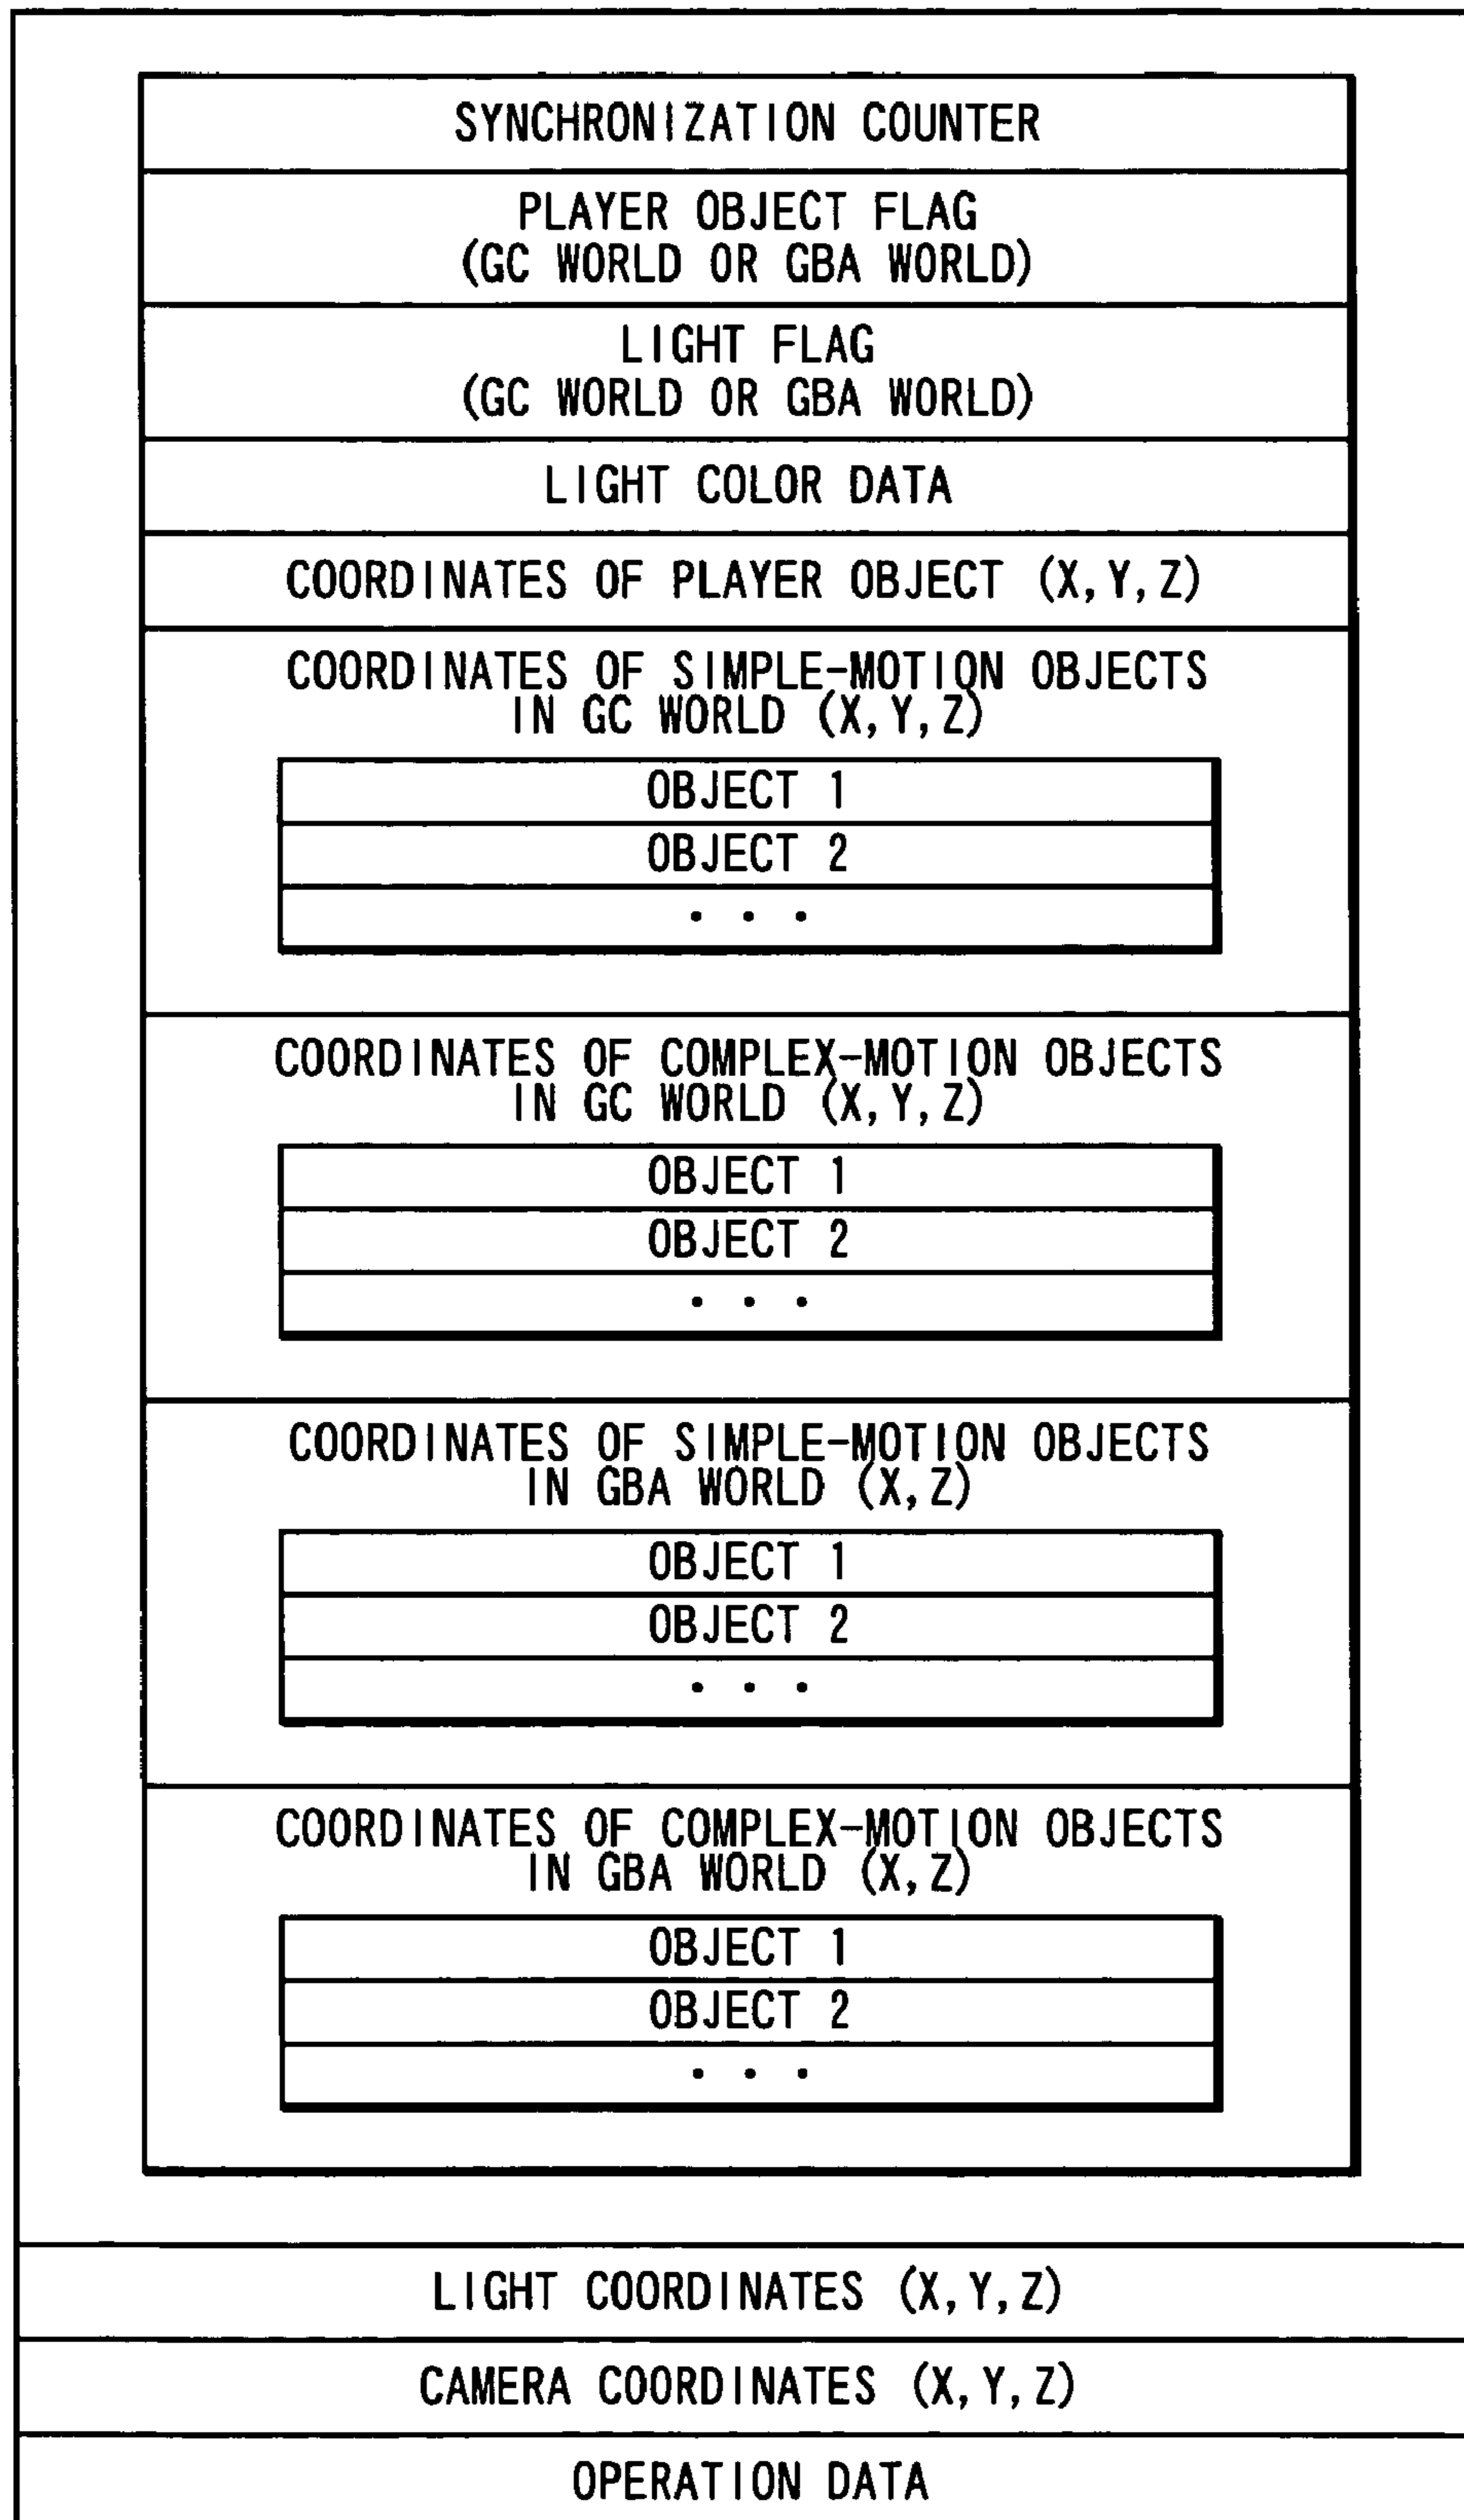 SYNCHRONIZATION COUNTER
PLAYER OBJECT FLAG
(GC WORLD OR GBA WORLD)
LIGHT FLAG
(GC WORLD OR GBA WORLD)
LIGHT COLOR DATA
COORDINATES OF PLAYER OBJECT (X,Y,Z)
COORDINATES OF SIMPLE-MOTION OBJECTS
IN GC WORLD (X,Y,Z)
OBJECT 1
OBJECT 2
. . .
COORDINATES OF COMPLEX-MOTION OBJECTS
IN GC WORLD (X,Y,Z)
OBJECT 1
OBJECT 2
. . .
COORDINATES OF SIMPLE-MOTION OBJECTS
IN GBA WORLD (X,Z)
OBJECT 1
OBJECT 2
. . .
COORDINATES OF COMPLEX-MOTION OBJECTS
IN GBA WORLD (X,Z)
OBJECT 1
OBJECT 2
. . .
LIGHT COORDINATES (X,Y,Z)
CAMERA COORDINATES (X,Y,Z)
OPERATION DATA